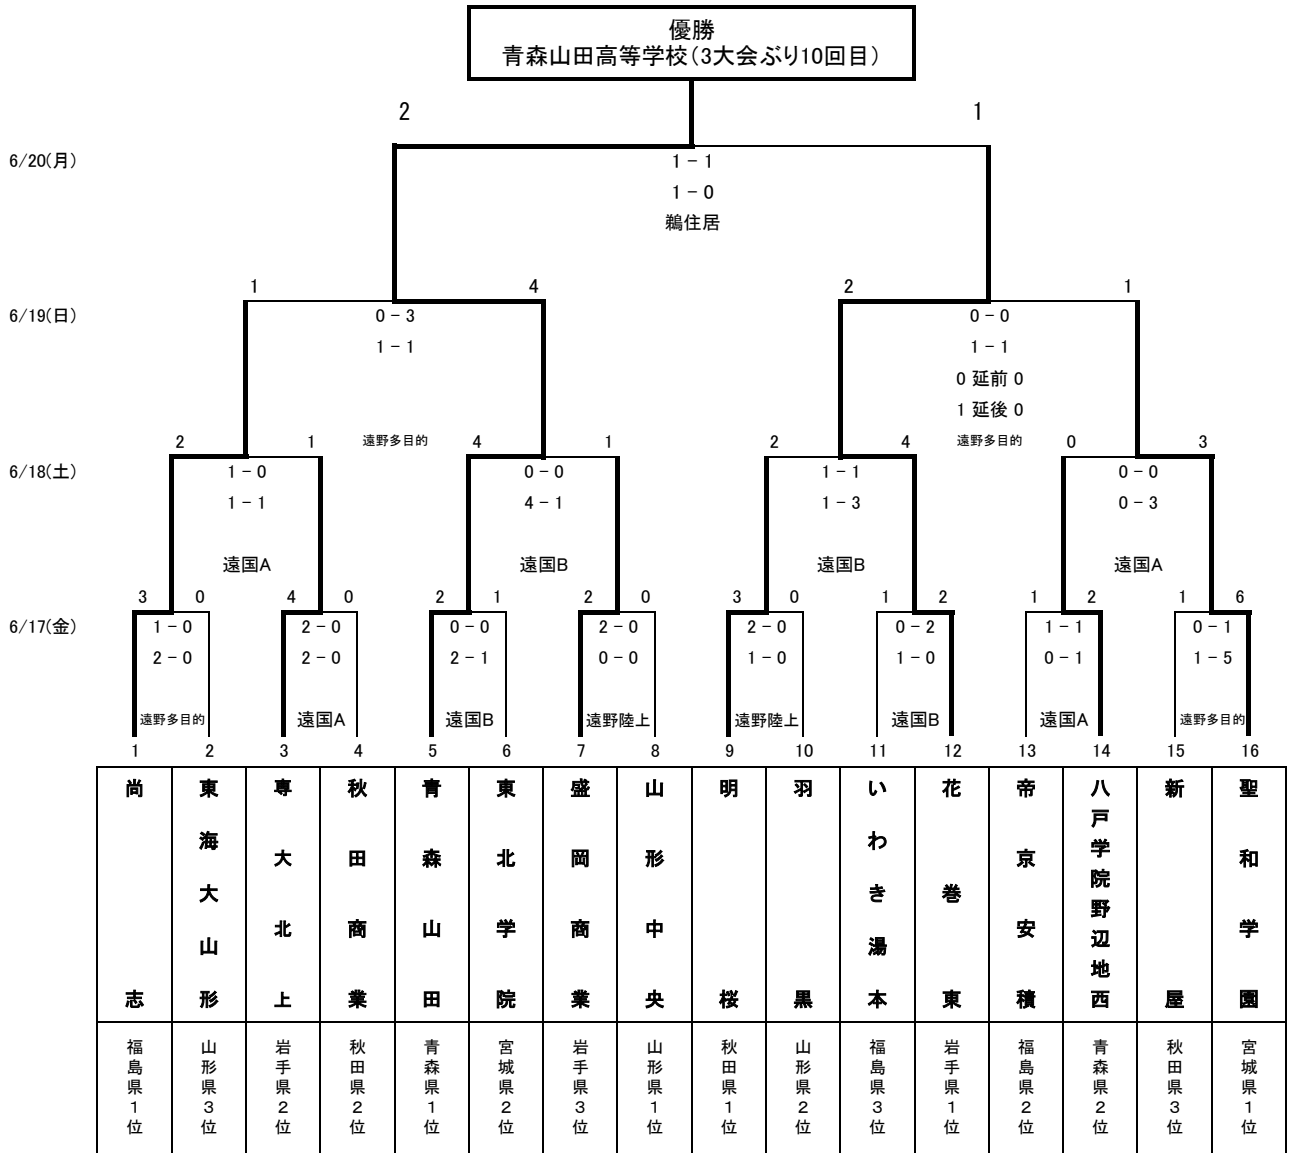 優勝
青森山田高等学校(3大会ぶり10回目)
2 1
6/20(月)
1 - 1
1 - 0
鵜住居
1 4 2 1
6/19(日)
0 - 3 0 - 0
1 - 1 1 - 1
0 延前 0
1 延後 0
2 1 遠野多目的 4 1 2 4 遠野多目的 0 3
6/18(土)
1 - 0 0 - 0 1 - 1 0 - 0
1 - 1 4 - 1 1 - 3 0 - 3
遠国A 遠国B 遠国B 遠国A
3 0 4 0 2 1 2 0 3 0 1 2 1 2 1 6
6/17(金)
1 - 0 2 - 0 0 - 0 2 - 0 2 - 0 0 - 2 1 - 1 0 - 1
2 - 0 2 - 0 2 - 1 0 - 0 1 - 0 1 - 0 0 - 1 1 - 5
遠野多目的 遠国A 遠国B 遠野陸上 遠野陸上 遠国B 遠国A 遠野多目的
1 2 3 4 5 6 7 8 9 10 11 12 13 14 15 16
尚志
東海大山形
専大北上
秋田商業
青森山田
東北学院
盛岡商業
山形中央
明桜
羽黒
いわき湯本
花巻東
帝京安積
八戸学院野辺地西
新屋
聖和学園
福島県1位
山形県3位
岩手県2位
秋田県2位
青森県1位
宮城県2位
岩手県3位
山形県1位
秋田県1位
山形県2位
福島県3位
岩手県1位
福島県2位
青森県2位
秋田県3位
宮城県1位